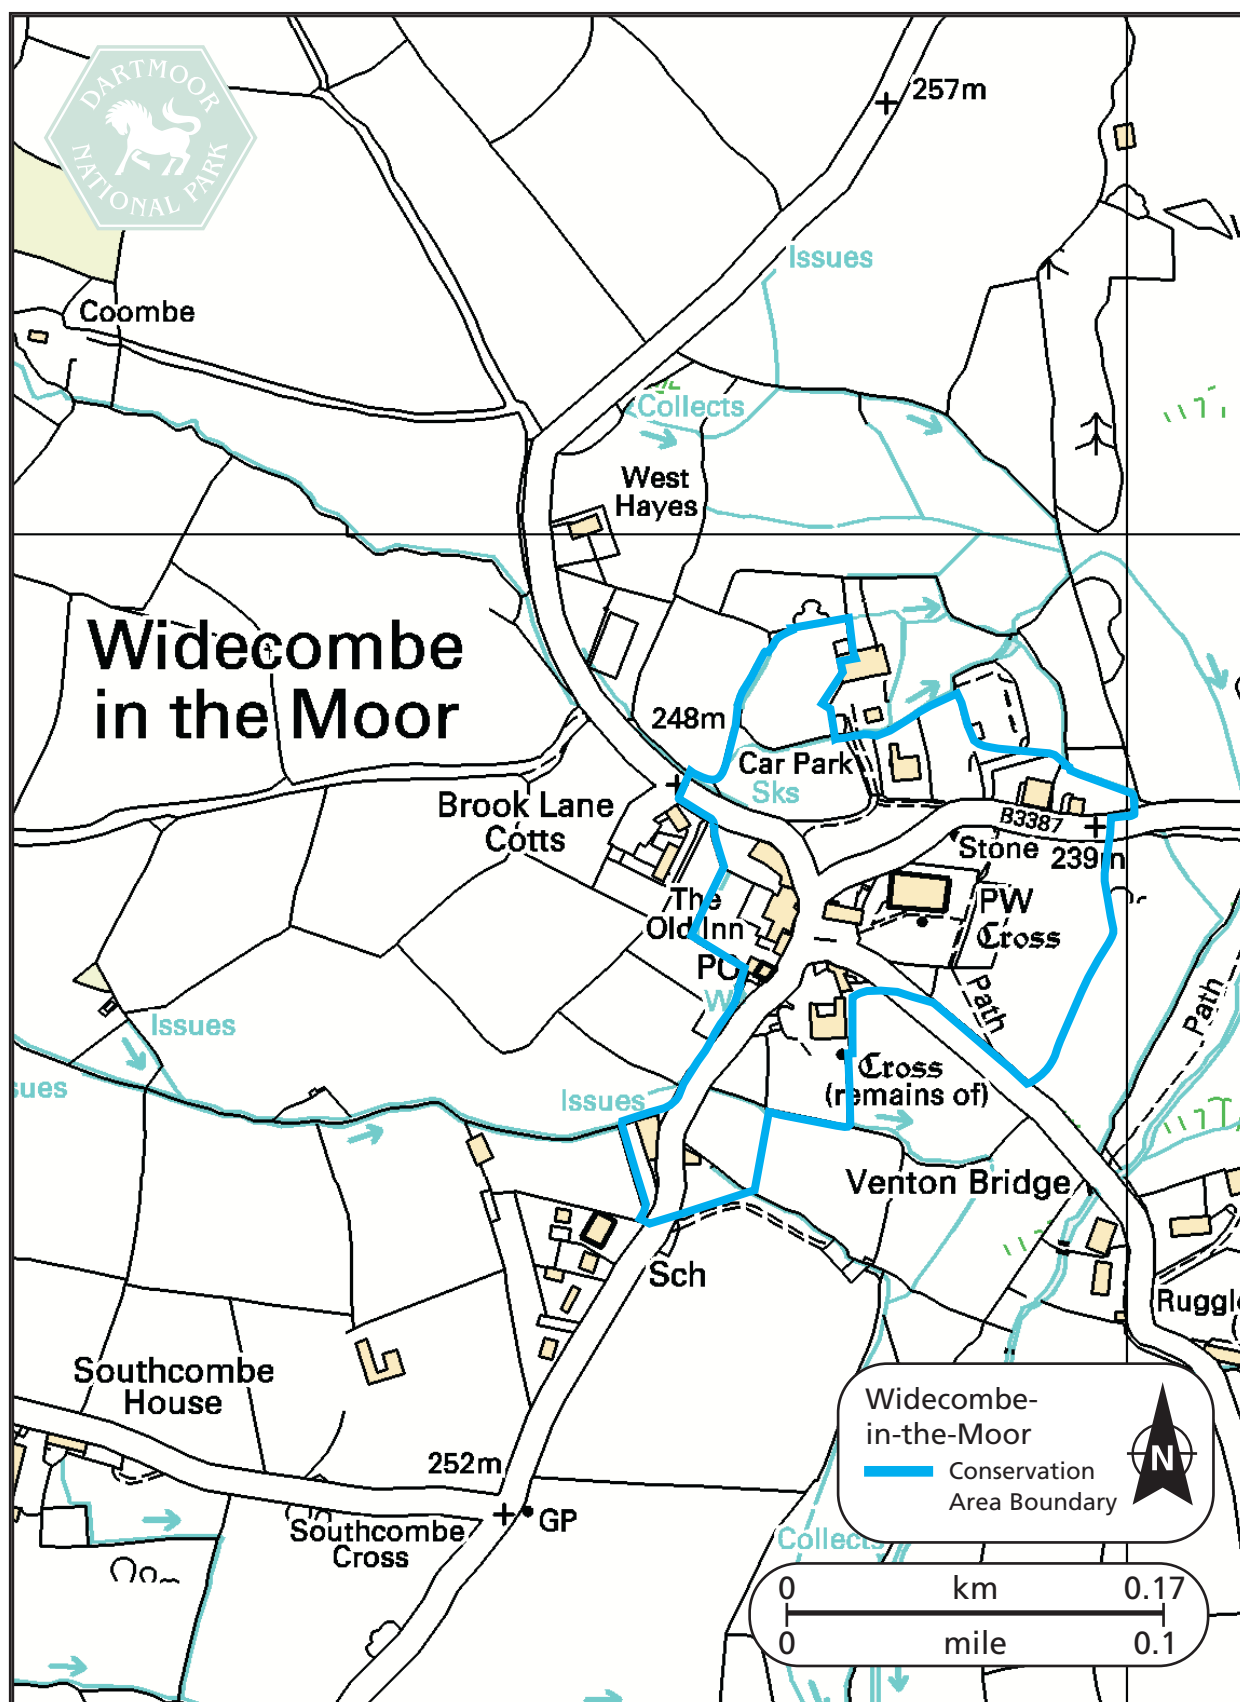 DARTMOOR
NATIONAL PARK
257m
Issues
Coombe
Collects
West
Hayes
Widecombe
in the Moor
248m
Car Park
Sks
Brook Lane
Cotts
B3387
Stone
239m
The
Old Inn
PW
Cross
PO
W
Path
Path
Issues
sues
Issues
Cross
(remains of)
Venton Bridge
Sch
Ruggle
Southcombe
House
252m
GP
Southcombe
Cross
Collects
Widecombe-
in-the-Moor
Conservation
Area Boundary
N
0 km 0.17
0 mile 0.1